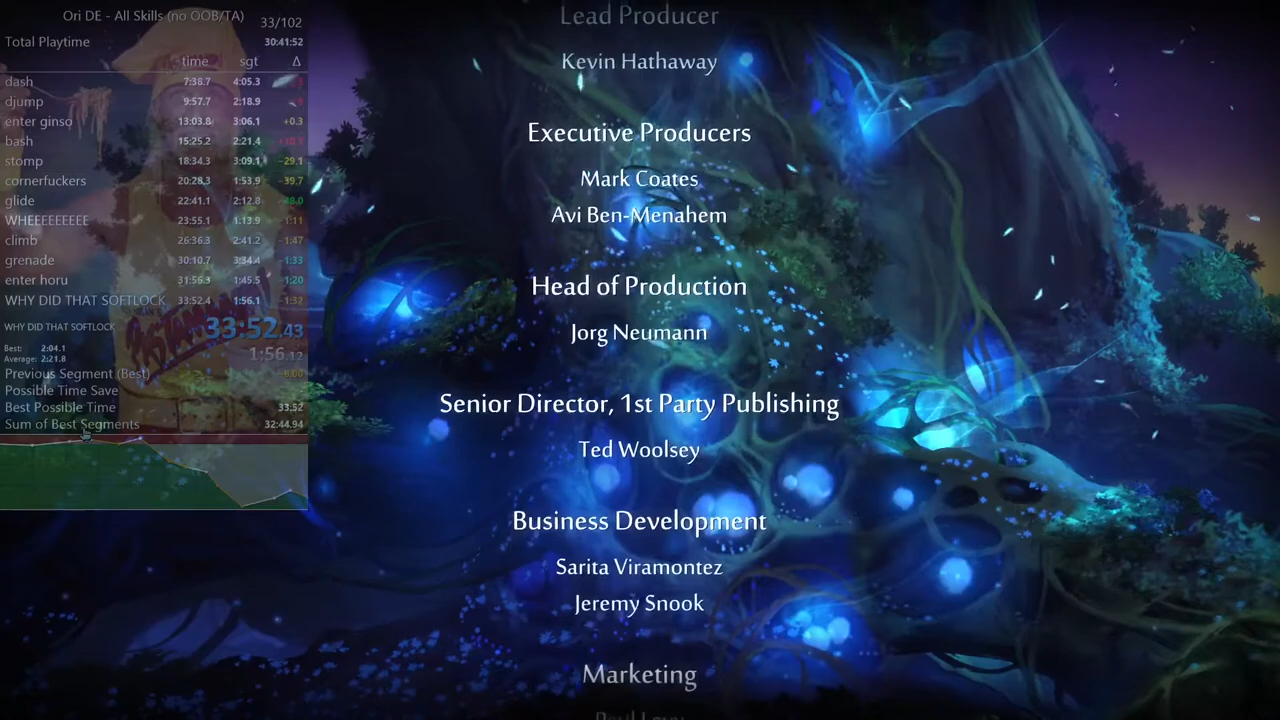 Ori DE - All Skills (no OOB/TA)
33/102
Total Playtime 30:41:52
time sgt Δ
dash 7:38.7 4:05.3
djump 9:57.7 2:18.9
enter ginso 13:03.8 3:06.1 +0.3
bash 15:25.2 2:21.4
stomp 18:34.3 3:09.1 −29.1
cornerfuckers 20:28.3 1:53.9 −39.7
glide 22:41.1 2:12.8 −48.0
WHEEEEEEEEE 23:55.1 1:13.9 −1:11
climb 26:36.3 2:41.2 −1:47
grenade 30:10.7 3:34.4 −1:33
enter horu 31:56.3 1:45.5 −1:20
WHY DID THAT SOFTLOCK 33:52.4 1:56.1 −1:32
WHY DID THAT SOFTLOCK 33:52.43
Best: 2:04.1
Average: 2:21.8
1:56.12
Previous Segment (Best) −8.00
Possible Time Save
Best Possible Time 33:52
Sum of Best Segments 32:44.94
Lead Producer
Kevin Hathaway
Executive Producers
Mark Coates
Avi Ben-Menahem
Head of Production
Jorg Neumann
Senior Director, 1st Party Publishing
Ted Woolsey
Business Development
Sarita Viramontez
Jeremy Snook
Marketing